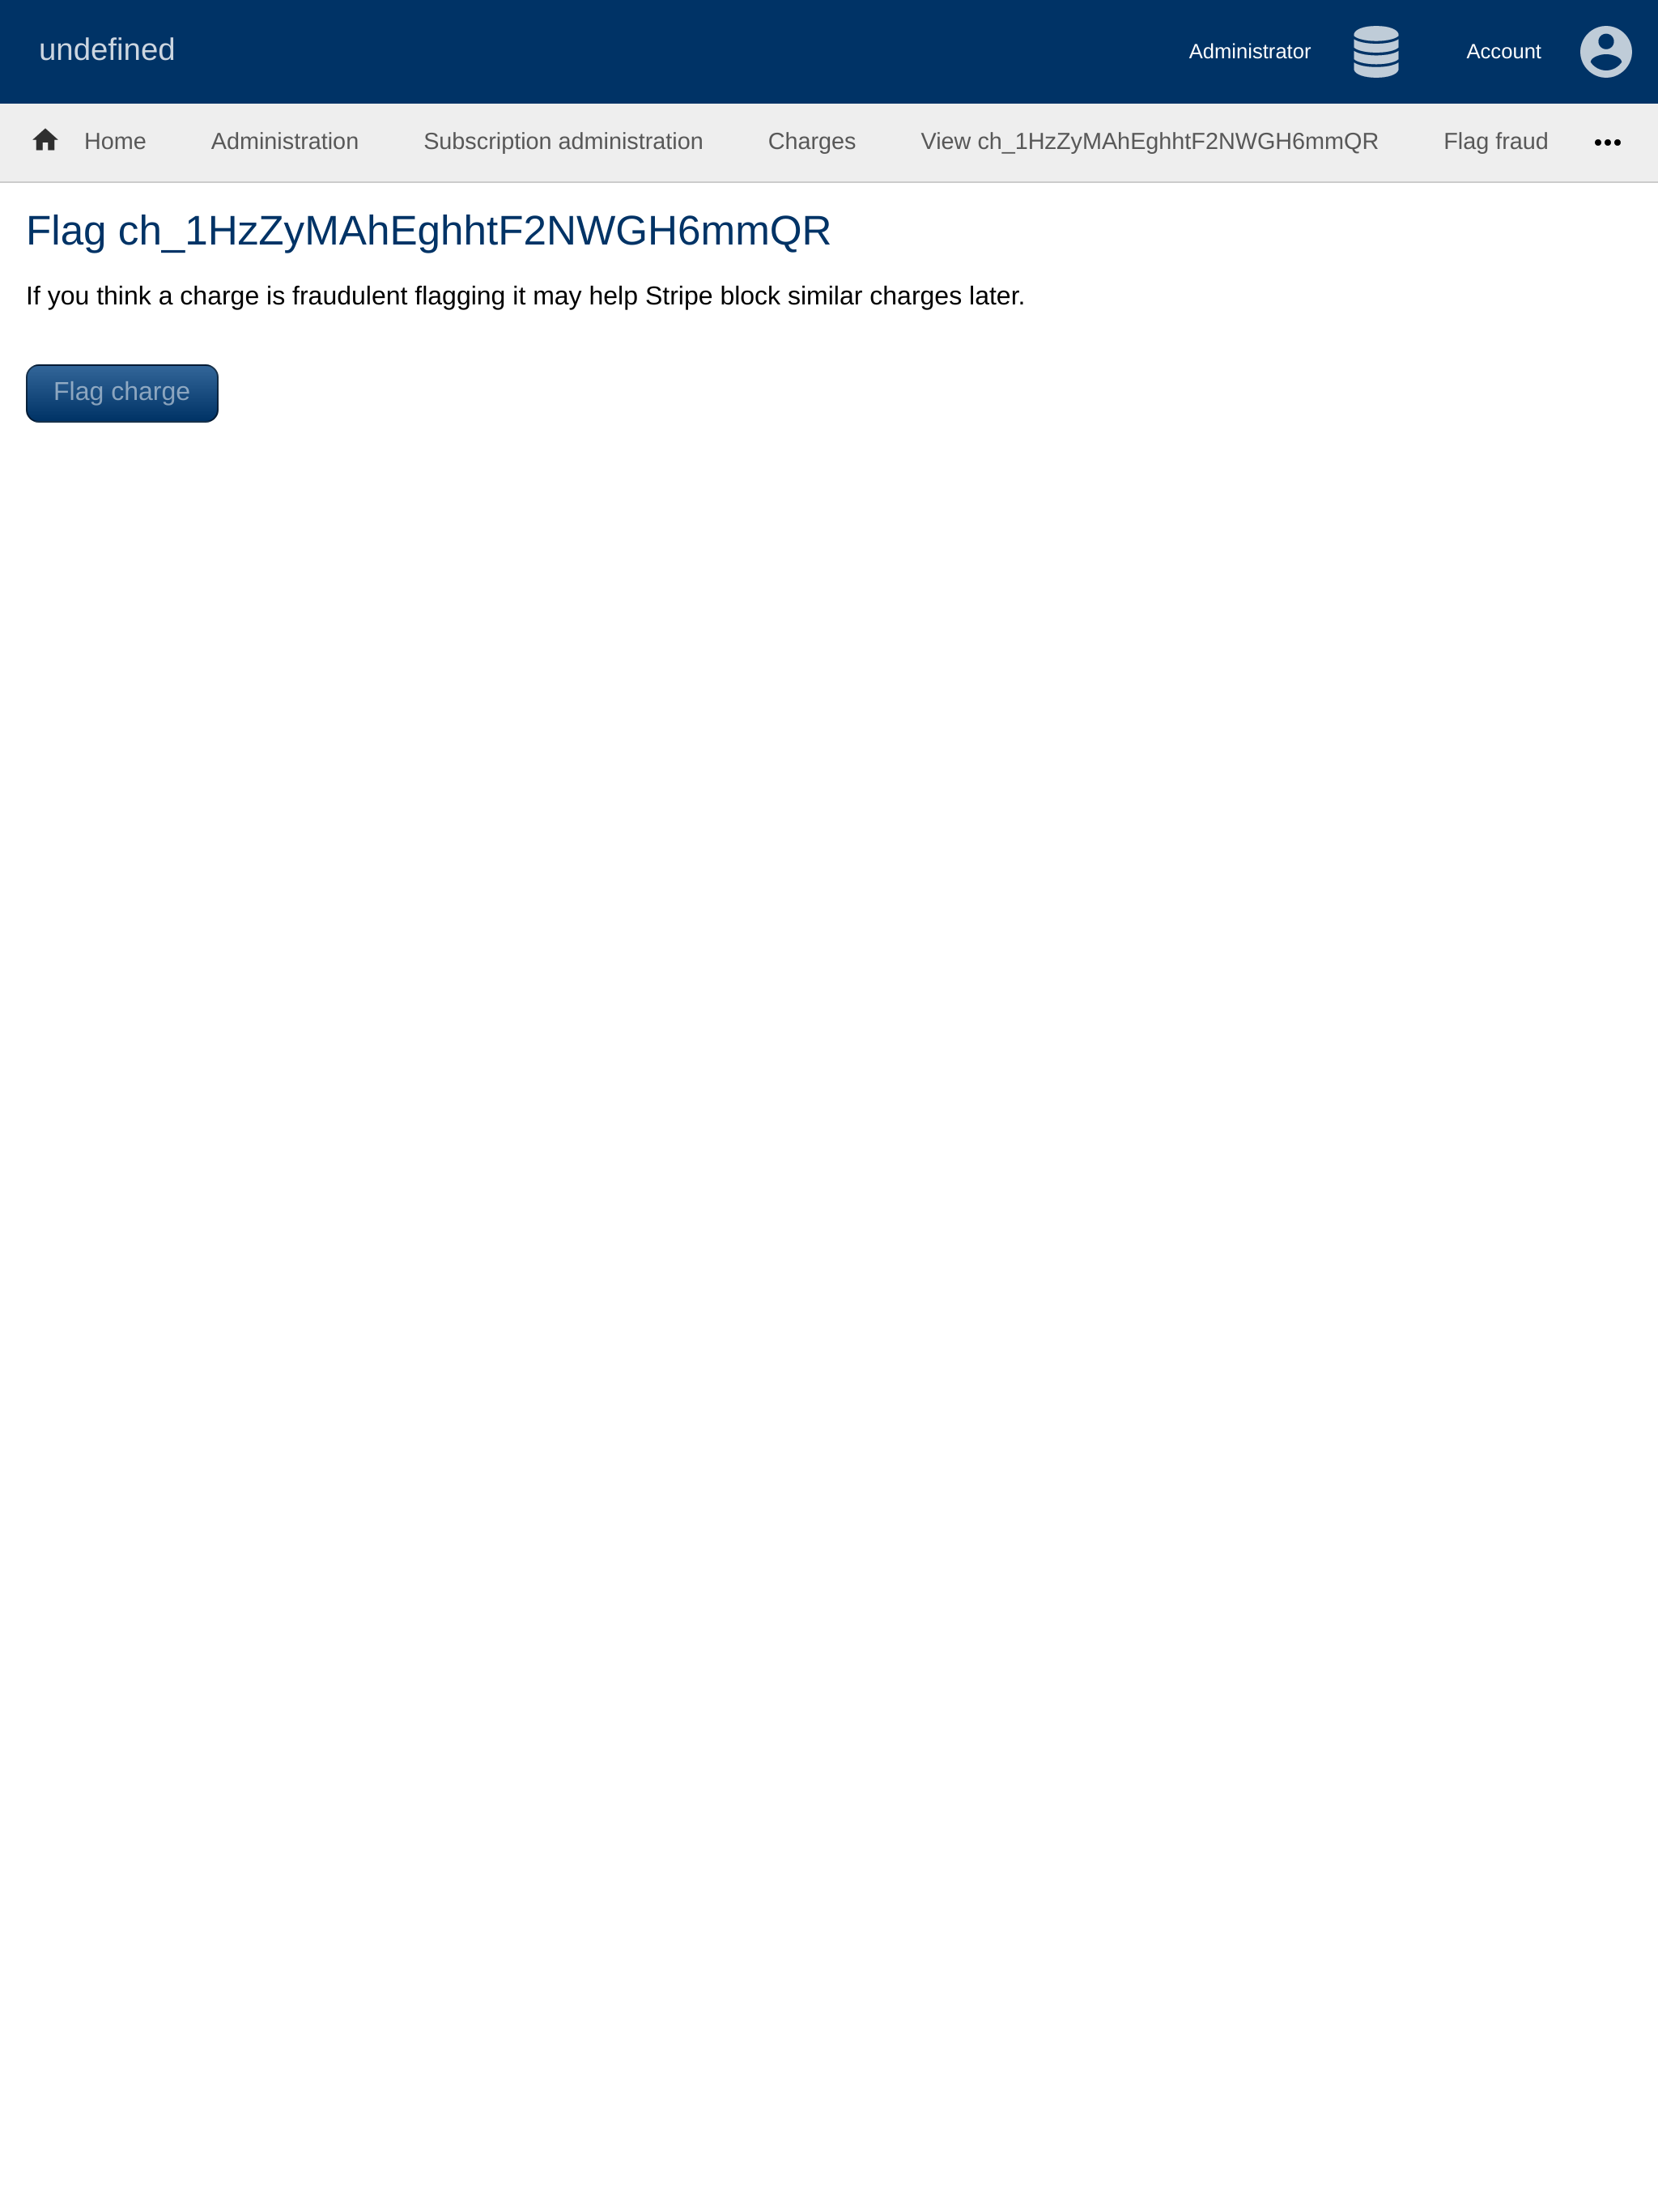 undefined Administrator Account
Home Administration Subscription administration Charges View ch_1HzZyMAhEghhtF2NWGH6mmQR Flag fraud
Flag ch_1HzZyMAhEghhtF2NWGH6mmQR
If you think a charge is fraudulent flagging it may help Stripe block similar charges later.
Flag charge